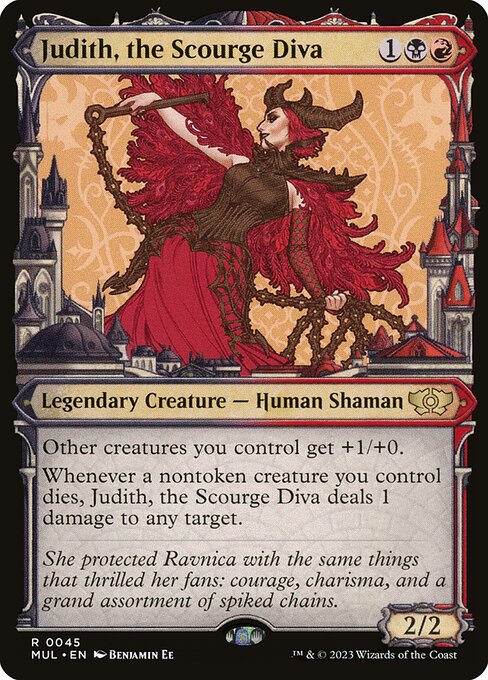 Judith, the Scourge Diva 1
Legendary Creature — Human Shaman
Other creatures you control get +1/+0.
Whenever a nontoken creature you control
dies, Judith, the Scourge Diva deals 1
damage to any target.
She protected Ravnica with the same things
that thrilled her fans: courage, charisma, and a
grand assortment of spiked chains.
2/2
R 0045
MUL • EN Benjamin Ee
™ & © 2023 Wizards of the Coast